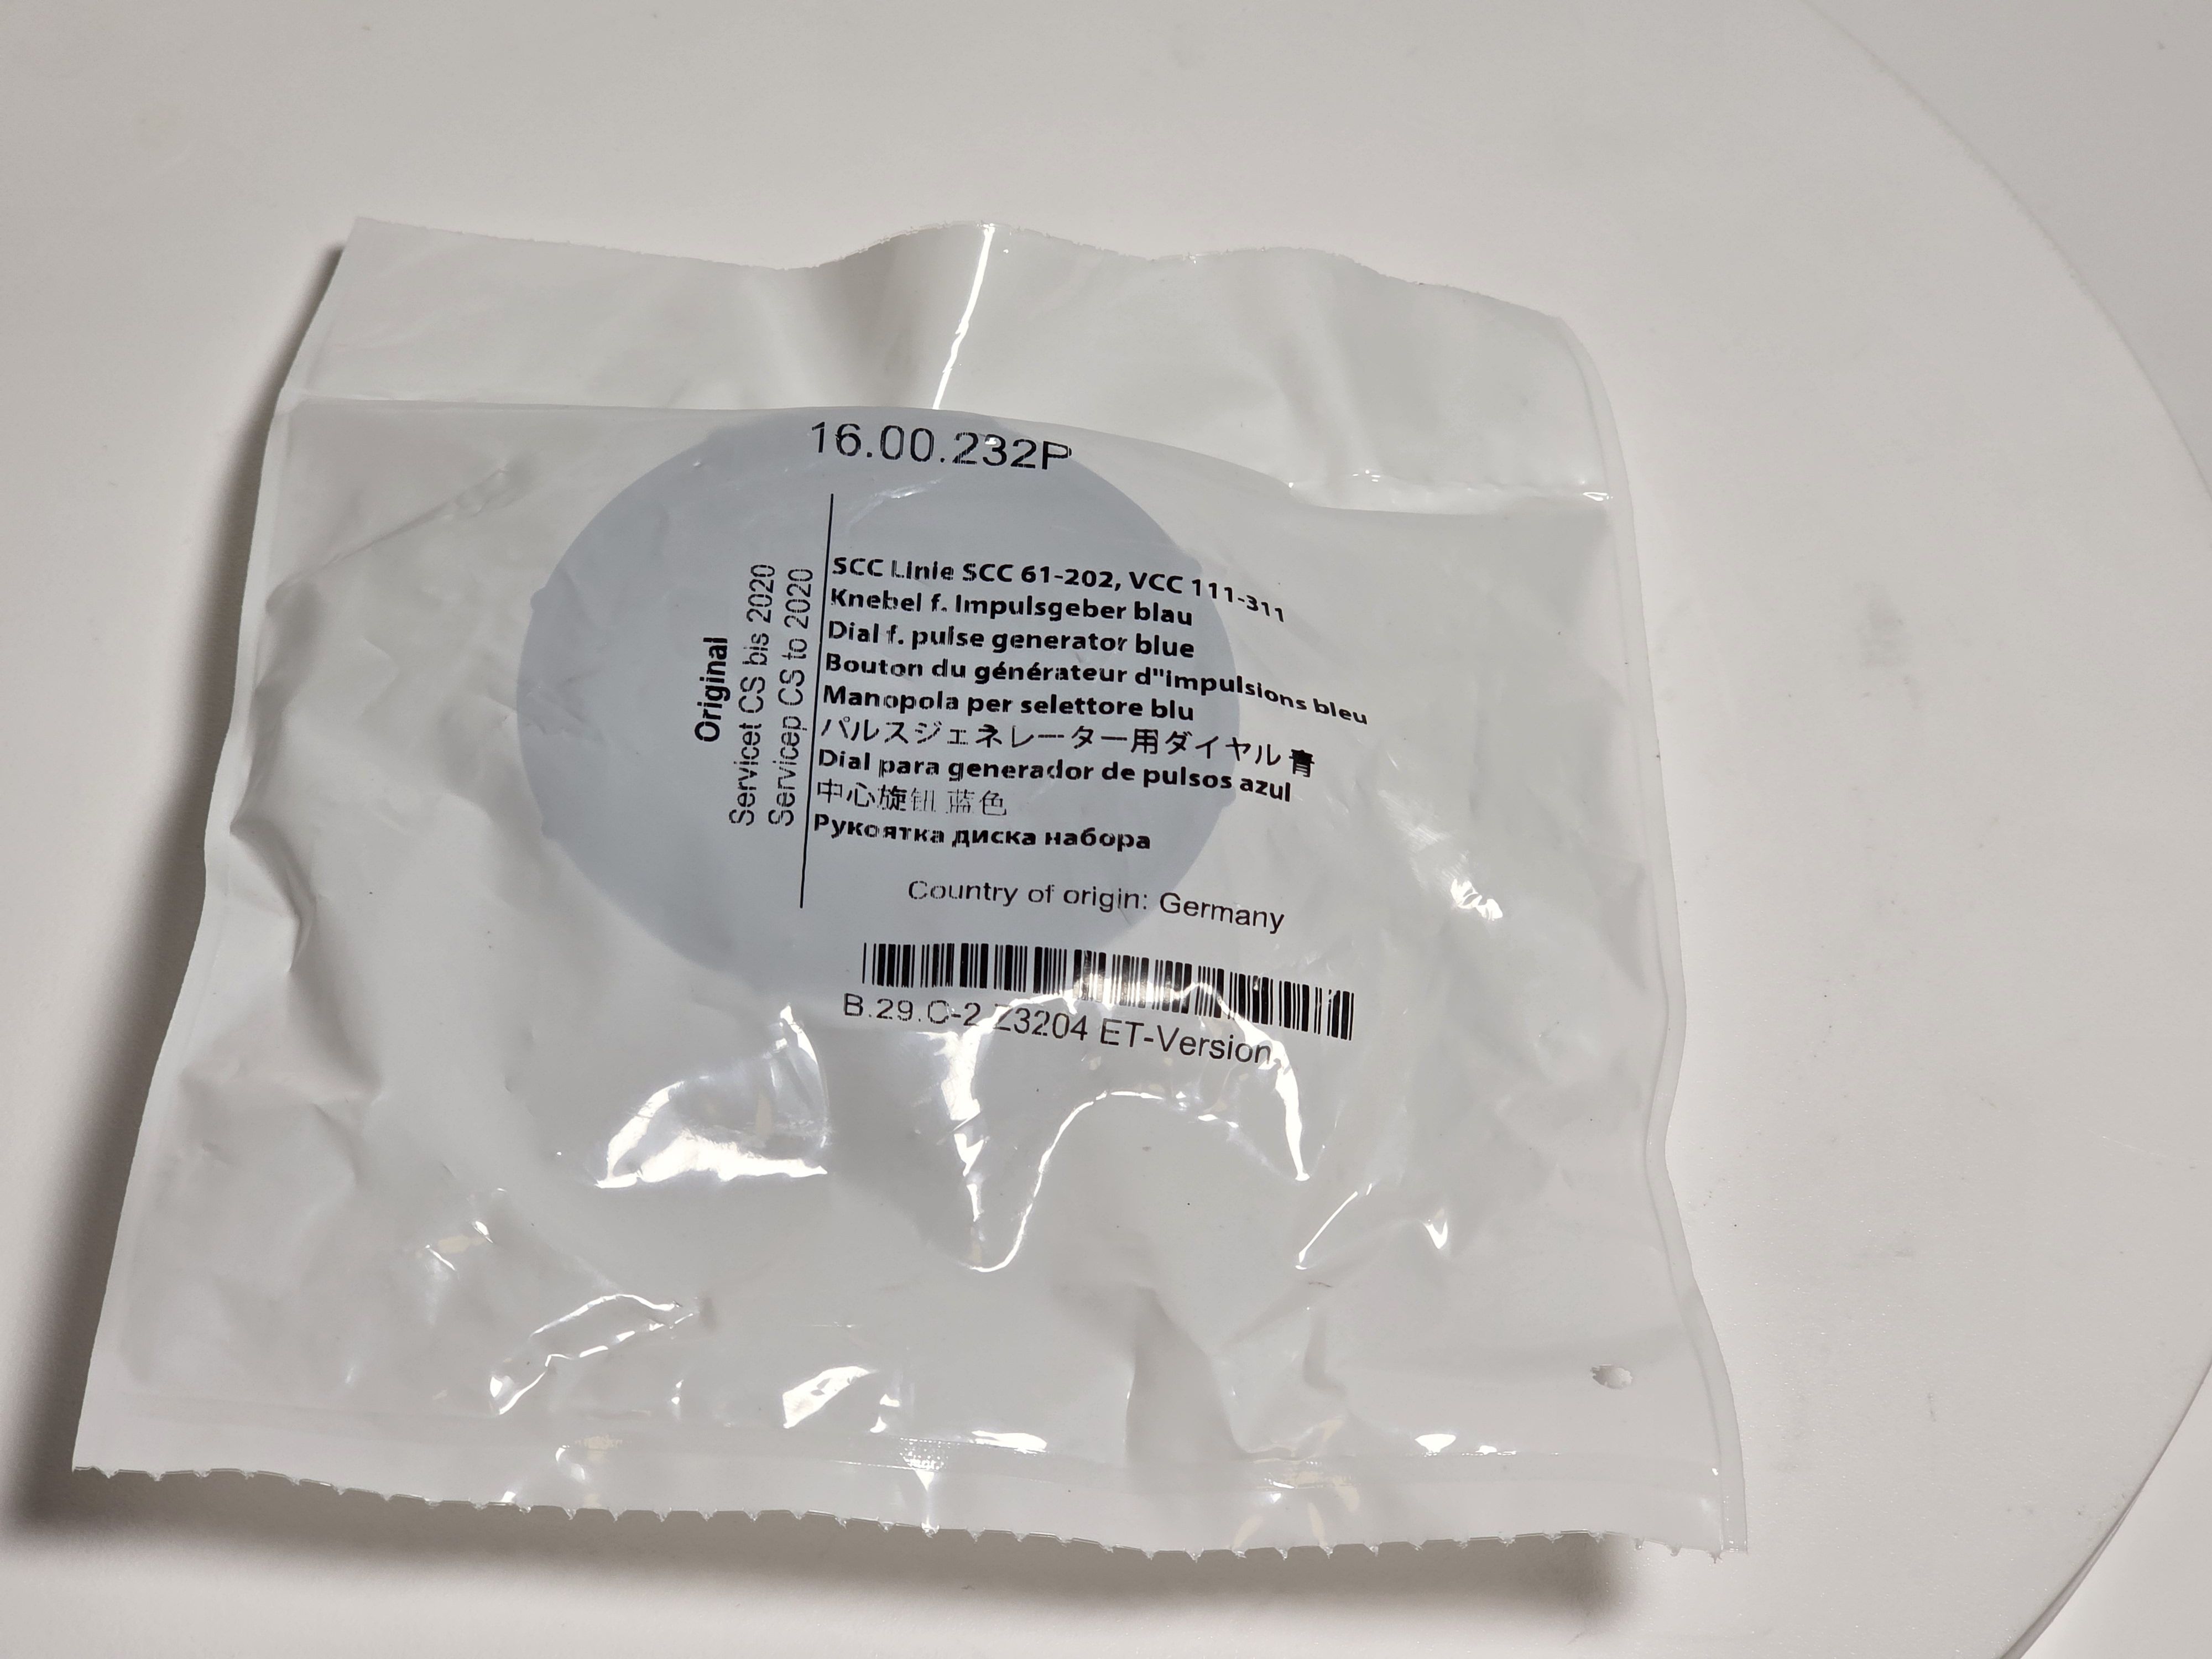 16.00.232P
Original
Servicet CS bis 2020
Servicep CS to 2020
SCC Linie SCC 61-202, VCC 111-311
Knebel f. Impulsgeber blau
Dial f. pulse generator blue
Bouton du générateur d"impulsions bleu
Manopola per selettore blu
パルスジェネレーター用ダイヤル 青
Dial para generador de pulsos azul
中心旋钮 蓝色
Рукоятка диска набора
Country of origin: Germany
B.29.C-2 Z3204 ET-Version